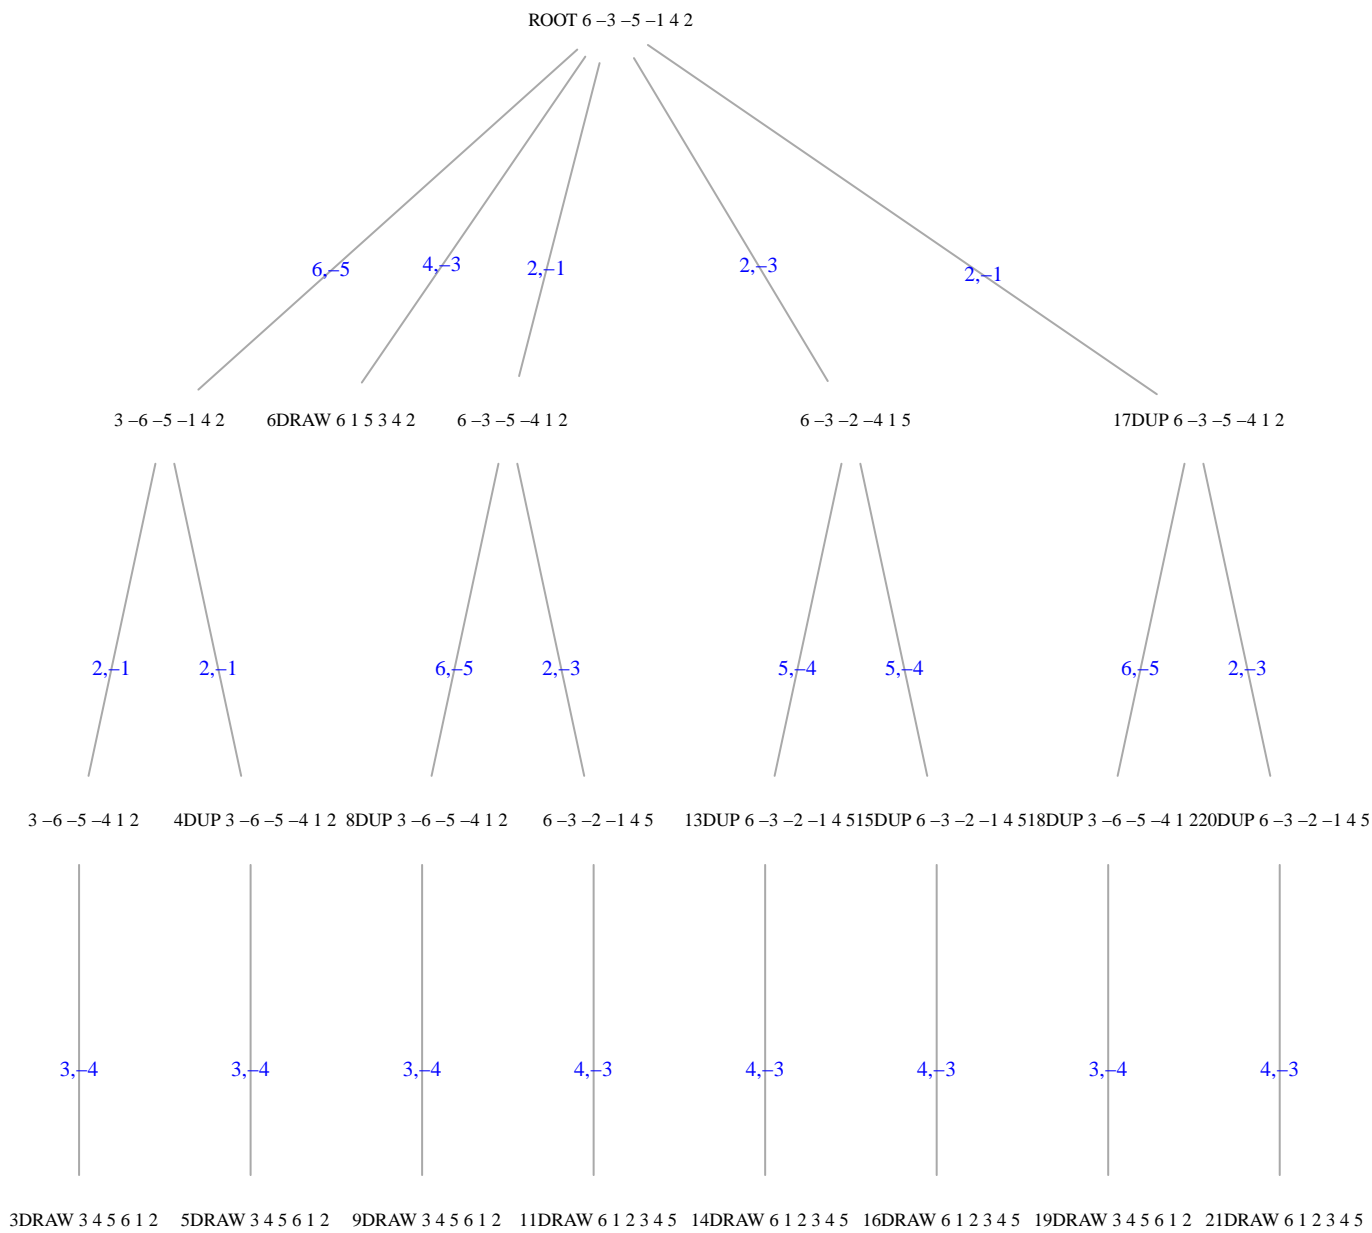 ROOT 6 –3 –5 –1 4 2
6,–5 4,–3 2,–1 2,–3 2,–1
3 –6 –5 –1 4 2 6DRAW 6 1 5 3 4 2 6 –3 –5 –4 1 2 6 –3 –2 –4 1 5 17DUP 6 –3 –5 –4 1 2
2,–1 2,–1 6,–5 2,–3 5,–4 5,–4 6,–5 2,–3
3 –6 –5 –4 1 2 4DUP 3 –6 –5 –4 1 2 8DUP 3 –6 –5 –4 1 2 6 –3 –2 –1 4 5 13DUP 6 –3 –2 –1 4 515DUP 6 –3 –2 –1 4 518DUP 3 –6 –5 –4 1 220DUP 6 –3 –2 –1 4 5
3,–4 3,–4 3,–4 4,–3 4,–3 4,–3 3,–4 4,–3
3DRAW 3 4 5 6 1 2 5DRAW 3 4 5 6 1 2 9DRAW 3 4 5 6 1 2 11DRAW 6 1 2 3 4 5 14DRAW 6 1 2 3 4 5 16DRAW 6 1 2 3 4 5 19DRAW 3 4 5 6 1 2 21DRAW 6 1 2 3 4 5